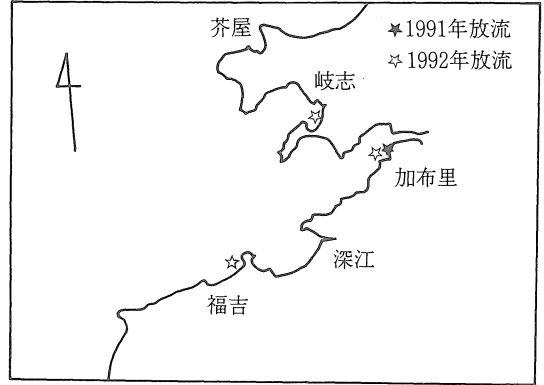 芥屋
★1991年放流
☆1992年放流
岐志
加布里
深江
福吉